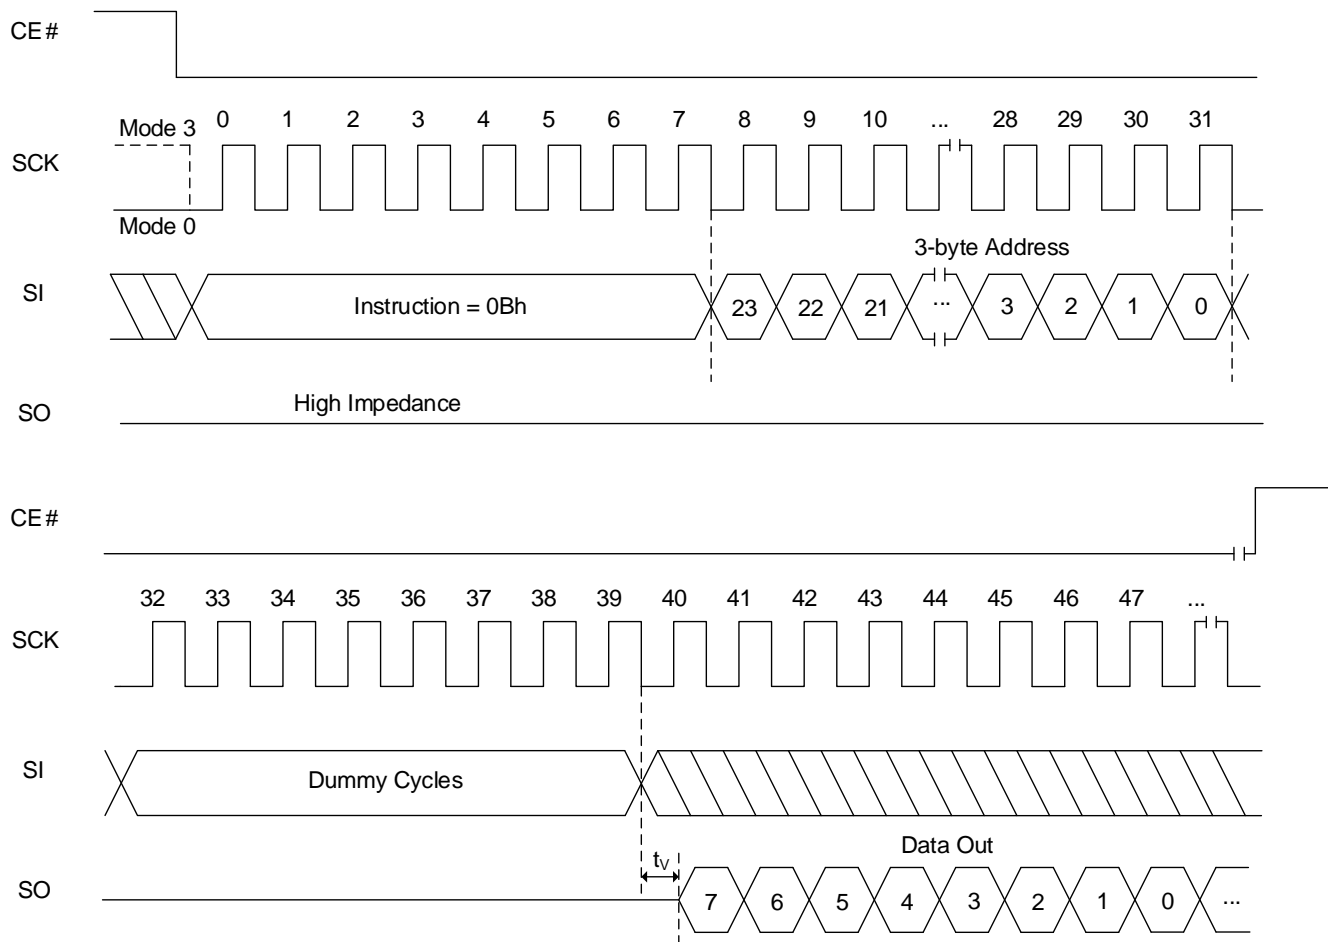 CE#
Mode 3 0 1 2 3 4 5 6 7 8 9 10 ... 28 29 30 31
SCK
Mode 0
3-byte Address
SI Instruction = 0Bh 23 22 21 ... 3 2 1 0
High Impedance
SO
CE#
32 33 34 35 36 37 38 39 40 41 42 43 44 45 46 47 ...
SCK
SI Dummy Cycles
Data Out
tV
SO 7 6 5 4 3 2 1 0 ...